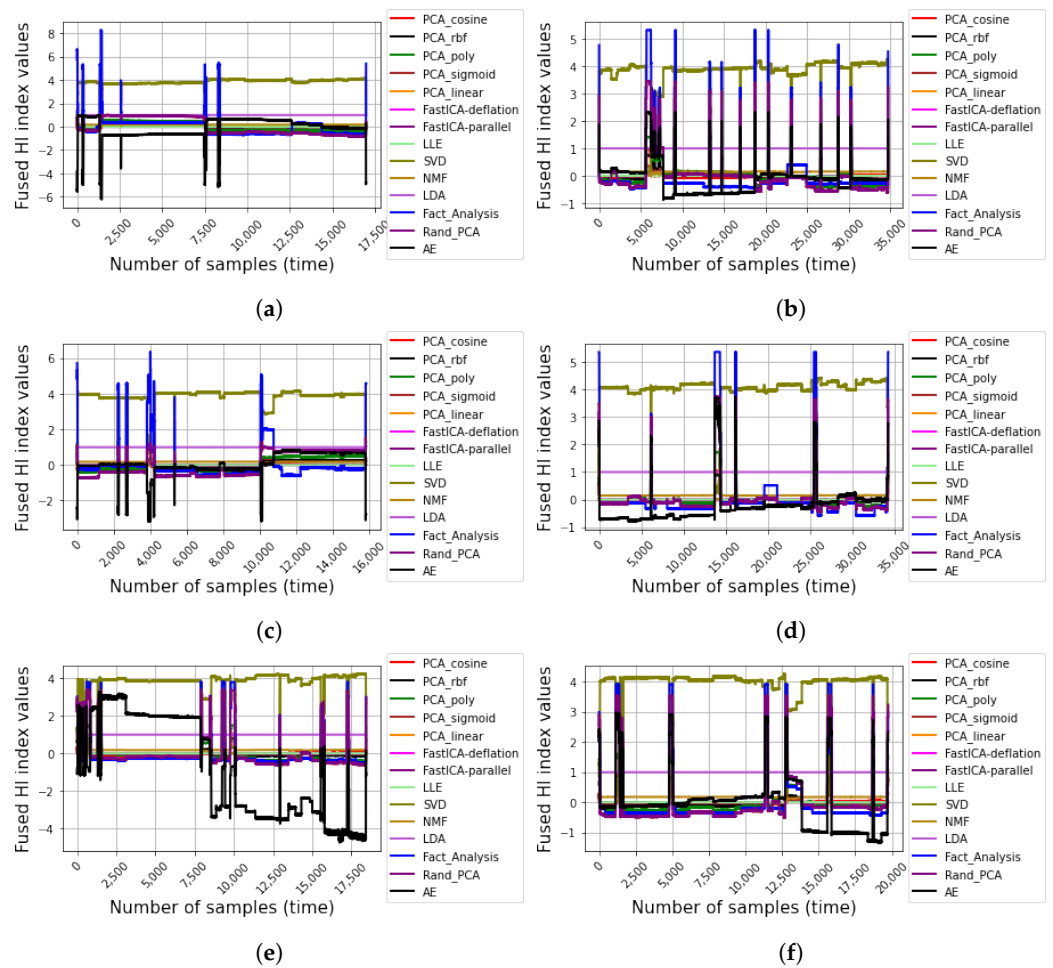 Fused HI index values
8
6
4
2
0
−2
−4
−6
0
2,500
5,000
7,500
10,000
12,500
15,000
17,500
Number of samples (time)
PCA_cosine
PCA_rbf
PCA_poly
PCA_sigmoid
PCA_linear
FastICA-deflation
FastICA-parallel
LLE
SVD
NMF
LDA
Fact_Analysis
Rand_PCA
AE
(a)
Fused HI index values
5
4
3
2
1
0
−1
0
5,000
10,000
15,000
20,000
25,000
30,000
35,000
Number of samples (time)
PCA_cosine
PCA_rbf
PCA_poly
PCA_sigmoid
PCA_linear
FastICA-deflation
FastICA-parallel
LLE
SVD
NMF
LDA
Fact_Analysis
Rand_PCA
AE
(b)
Fused HI index values
6
4
2
0
−2
0
2,000
4,000
6,000
8,000
10,000
12,000
14,000
16,000
Number of samples (time)
PCA_cosine
PCA_rbf
PCA_poly
PCA_sigmoid
PCA_linear
FastICA-deflation
FastICA-parallel
LLE
SVD
NMF
LDA
Fact_Analysis
Rand_PCA
AE
(c)
Fused HI index values
5
4
3
2
1
0
−1
0
5,000
10,000
15,000
20,000
25,000
30,000
35,000
Number of samples (time)
PCA_cosine
PCA_rbf
PCA_poly
PCA_sigmoid
PCA_linear
FastICA-deflation
FastICA-parallel
LLE
SVD
NMF
LDA
Fact_Analysis
Rand_PCA
AE
(d)
Fused HI index values
4
2
0
−2
−4
0
2,500
5,000
7,500
10,000
12,500
15,000
17,500
Number of samples (time)
PCA_cosine
PCA_rbf
PCA_poly
PCA_sigmoid
PCA_linear
FastICA-deflation
FastICA-parallel
LLE
SVD
NMF
LDA
Fact_Analysis
Rand_PCA
AE
(e)
Fused HI index values
4
3
2
1
0
−1
0
2,500
5,000
7,500
10,000
12,500
15,000
17,500
20,000
Number of samples (time)
PCA_cosine
PCA_rbf
PCA_poly
PCA_sigmoid
PCA_linear
FastICA-deflation
FastICA-parallel
LLE
SVD
NMF
LDA
Fact_Analysis
Rand_PCA
AE
(f)